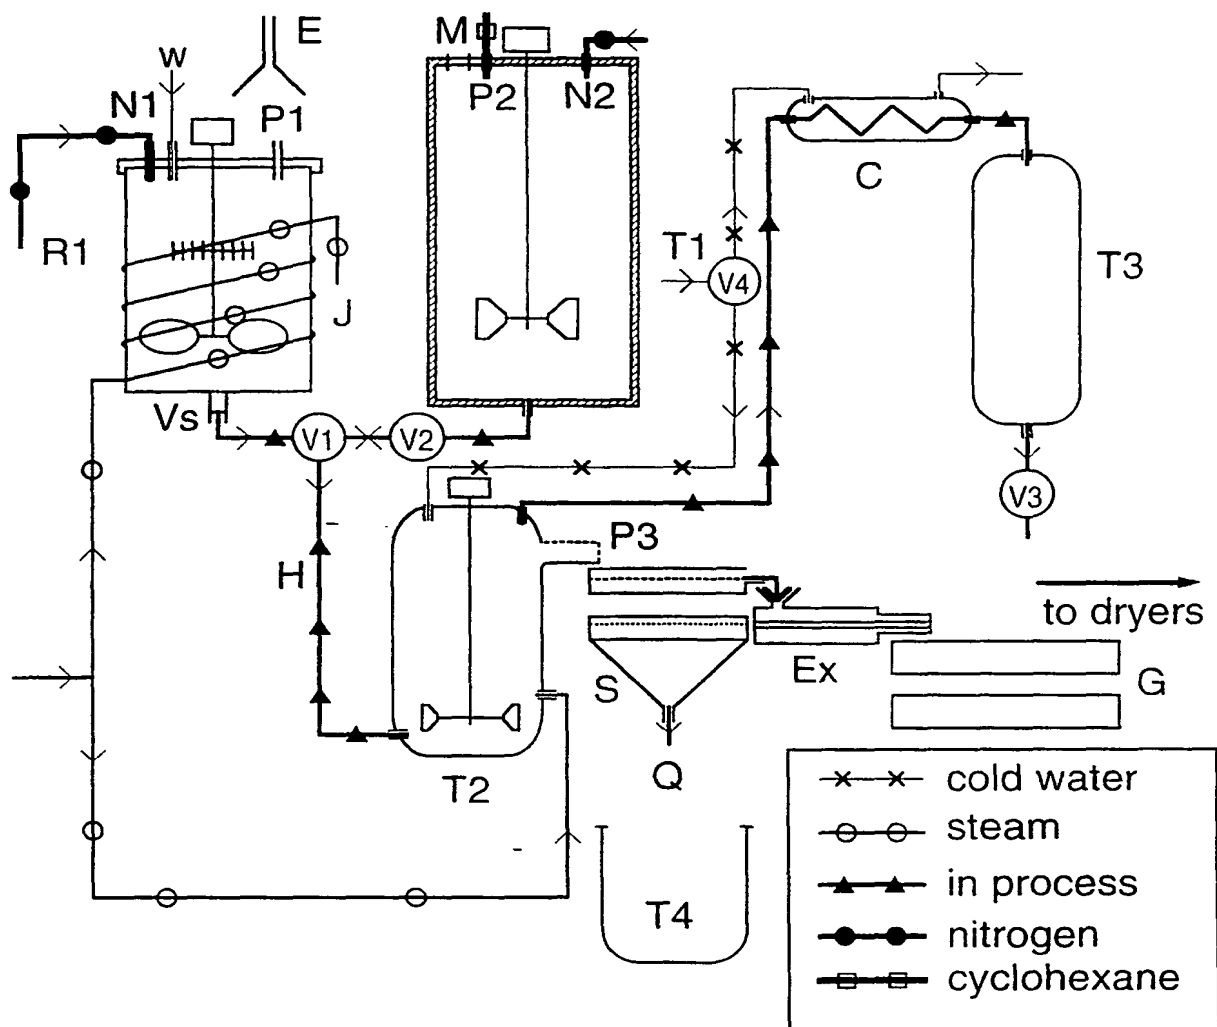 E
M
w
N1
P1
P2
N2
R1
C
T1
V4
T3
J
Vs
V1
V2
V3
P3
H
to dryers
Ex
S
G
T2
Q
T4
cold water
steam
in process
nitrogen
cyclohexane